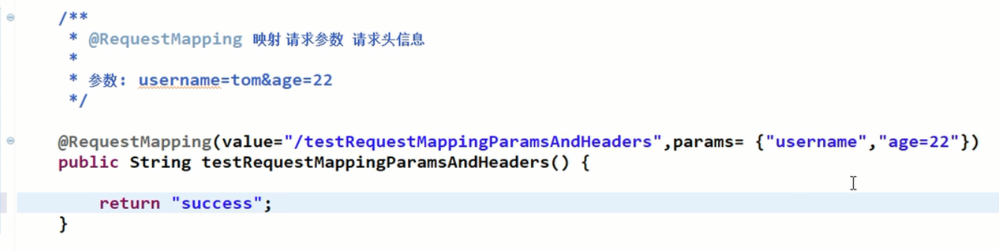 /**
* @RequestMapping 映射 请求参数 请求头信息
*
* 参数: username=tom&age=22
*/
@RequestMapping(value="/testRequestMappingParamsAndHeaders",params= {"username","age=22"})
public String testRequestMappingParamsAndHeaders() {
return "success";
}